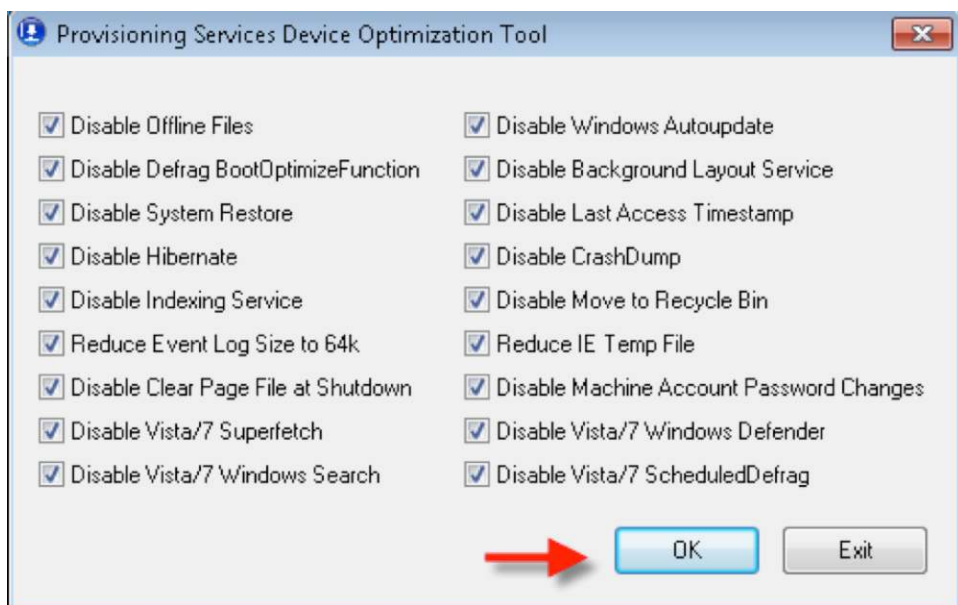 Provisioning Services Device Optimization Tool
Disable Offline Files
Disable Windows Autoupdate
Disable Defrag BootOptimizeFunction
Disable Background Layout Service
Disable System Restore
Disable Last Access Timestamp
Disable Hibernate
Disable CrashDump
Disable Indexing Service
Disable Move to Recycle Bin
Reduce Event Log Size to 64k
Reduce IE Temp File
Disable Clear Page File at Shutdown
Disable Machine Account Password Changes
Disable Vista/7 Superfetch
Disable Vista/7 Windows Defender
Disable Vista/7 Windows Search
Disable Vista/7 ScheduledDefrag
OK
Exit